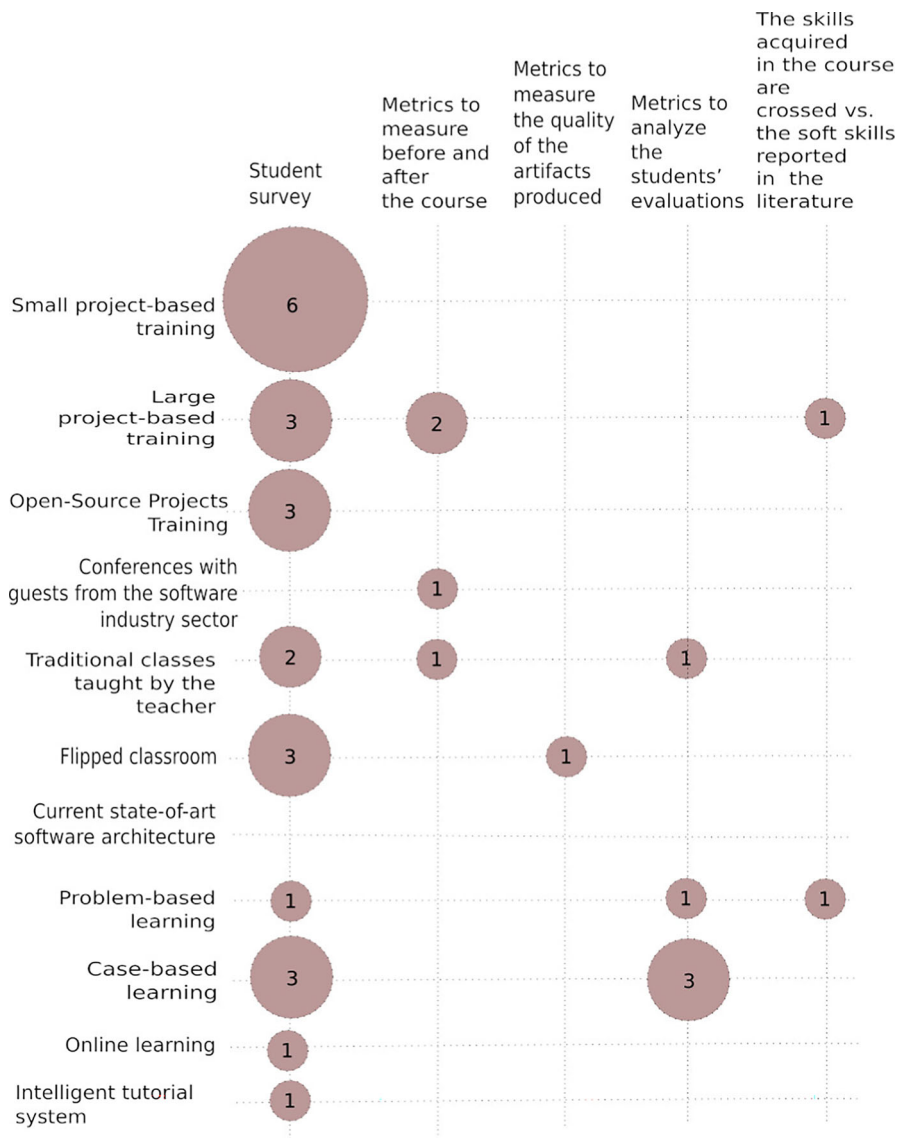 The skills
acquired
in the course
are
crossed vs.
the soft skills
reported
in the
literature
Metrics to
measure
the quality
of the
artifacts
produced
Metrics to
analyze
the
students’
evaluations
Metrics to
measure
before and
after
the course
Student
survey
Small project-based
training
6
Large
project-based
training
3
2
1
Open-Source Projects
Training
3
Conferences with
guests from the software
industry sector
1
Traditional classes
taught by the
teacher
2
1
1
Flipped classroom
3
1
Current state-of-art
software architecture
Problem-based
learning
1
1
1
Case-based
learning
3
3
Online learning
1
Intelligent tutorial
system
1